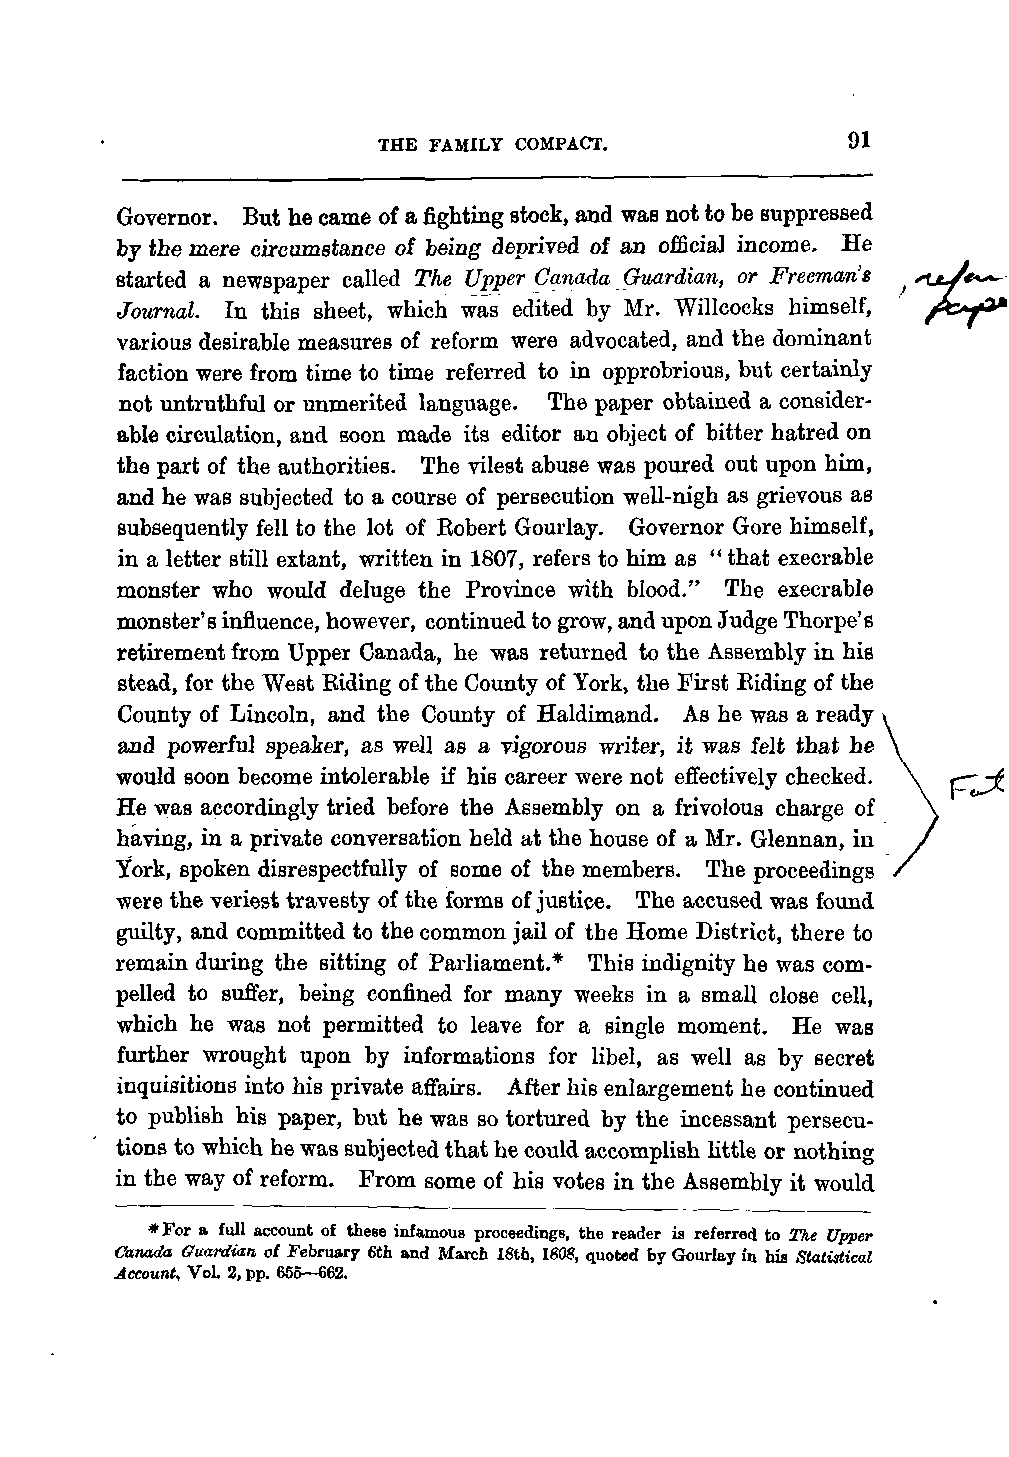 THE FAMILY COMPACT. 91
Governor. But he came of a fighting stock, and was not to be suppressed
by the mere circumstance of being deprived of an official income. He
started a newspaper called The Upper Canada Guardian, or Freeman's
Journal. In this sheet, which was edited by Mr. Willcocks himself,
various desirable measures of reform were advocated, and the dominant
faction were from time to time referred to in opprobrious, but certainly
not untruthful or unmerited language. The paper obtained a consider-
able circulation, and soon made its editor an object of bitter hatred on
the part of the authorities. The vilest abuse was poured out upon him,
and he was subjected to a course of persecution well-nigh as grievous as
subsequently fell to the lot of Robert Gourlay. Governor Gore himself,
in a letter still extant, written in 1807, refers to him as "that execrable
monster who would deluge the Province with blood." The execrable
monster's influence, however, continued to grow, and upon Judge Thorpe's
retirement from Upper Canada, he was returned to the Assembly in his
stead, for the West Riding of the County of York, the First Riding of the
County of Lincoln, and the County of Haldimand. As he was a ready
and powerful speaker, as well as a vigorous writer, it was felt that he
would soon become intolerable if his career were not effectively checked.
He was accordingly tried before the Assembly on a frivolous charge of
having, in a private conversation held at the house of a Mr. Glennan, in
York, spoken disrespectfully of some of the members. The proceedings
were the veriest travesty of the forms of justice. The accused was found
guilty, and committed to the common jail of the Home District, there to
remain during the sitting of Parliament.* This indignity he was com-
pelled to suffer, being confined for many weeks in a small close cell,
which he was not permitted to leave for a single moment. He was
further wrought upon by informations for libel, as well as by secret
inquisitions into his private affairs. After his enlargement he continued
to publish his paper, but he was so tortured by the incessant persecu-
tions to which he was subjected that he could accomplish little or nothing
in the way of reform. From some of his votes in the Assembly it would
*For a full account of these infamous proceedings, the reader is referred to The Upper
Canada Guardian of February 6th and March 18th, 1808, quoted by Gourlay in his Statistical
Account, Vol. 2, pp. 655—662.